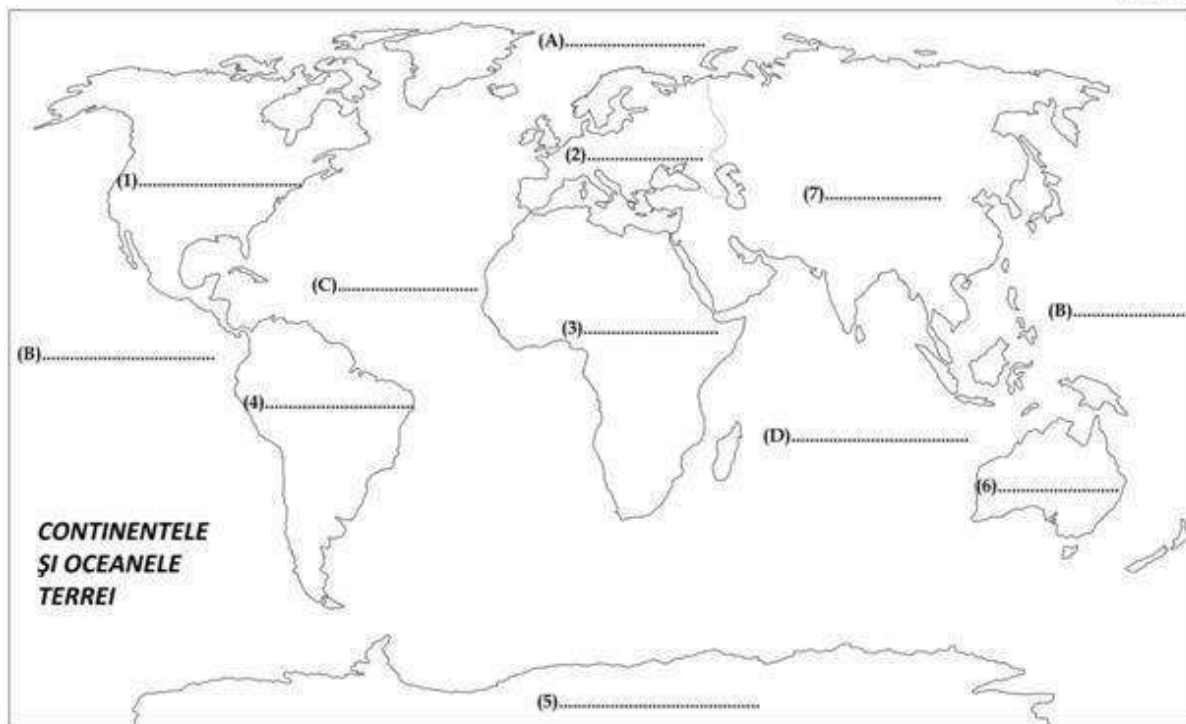 (A)........................
(2)........................
(1)........................
(7)........................
(C)........................
(B)........................
(3)........................
(B)........................
(4)........................
(D)........................
(6)........................
CONTINENTELE
ŞI OCEANELE
TERREI
(5)........................